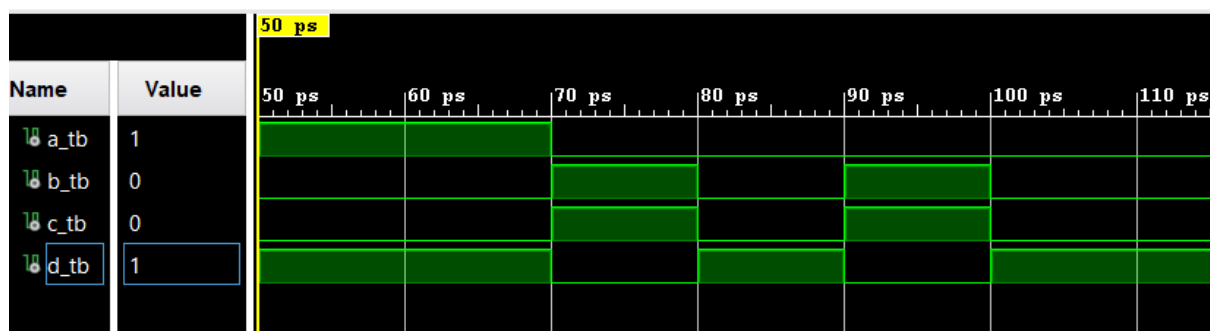 50 ps
Name Value
50 ps 60 ps 70 ps 80 ps 90 ps 100 ps 110 ps
a_tb 1
b_tb 0
c_tb 0
d_tb 1